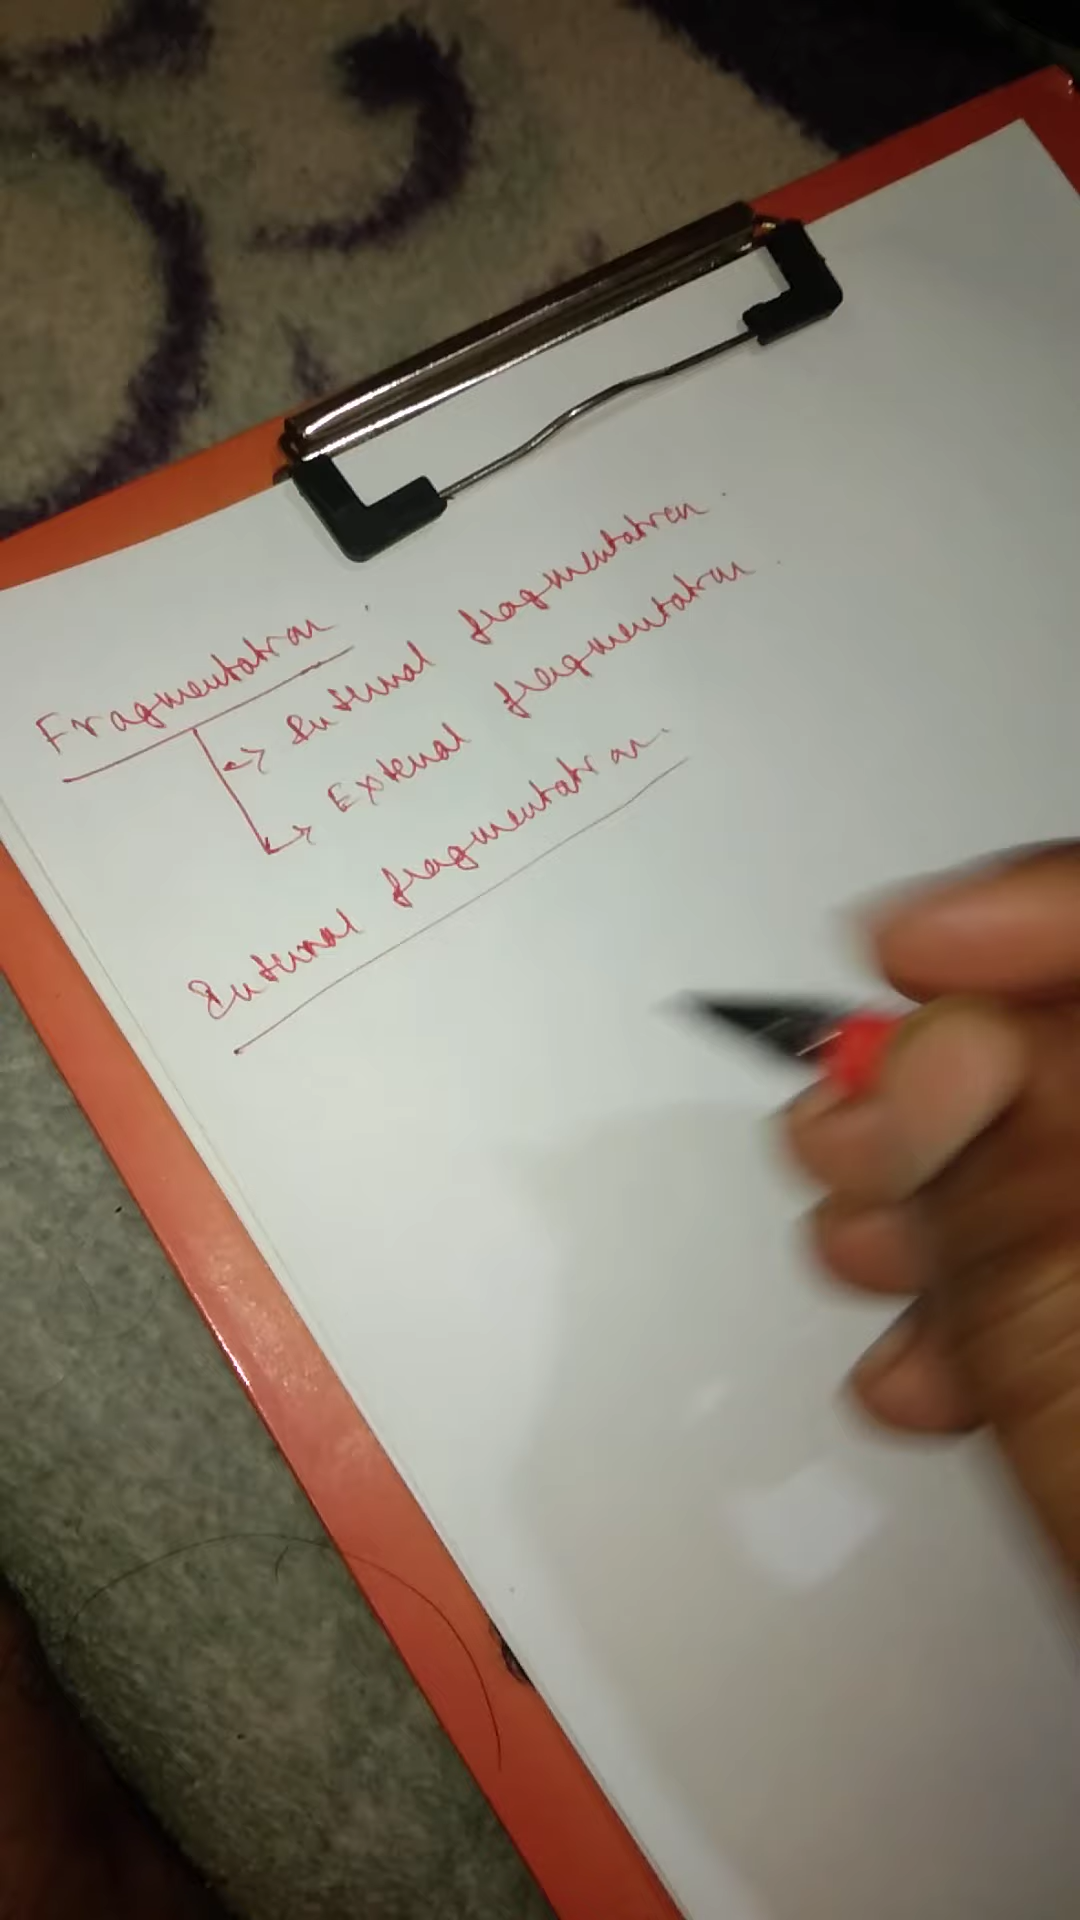 Fragmentation
-> Internal fragmentation.
-> External fragmentation.
Internal fragmentation.